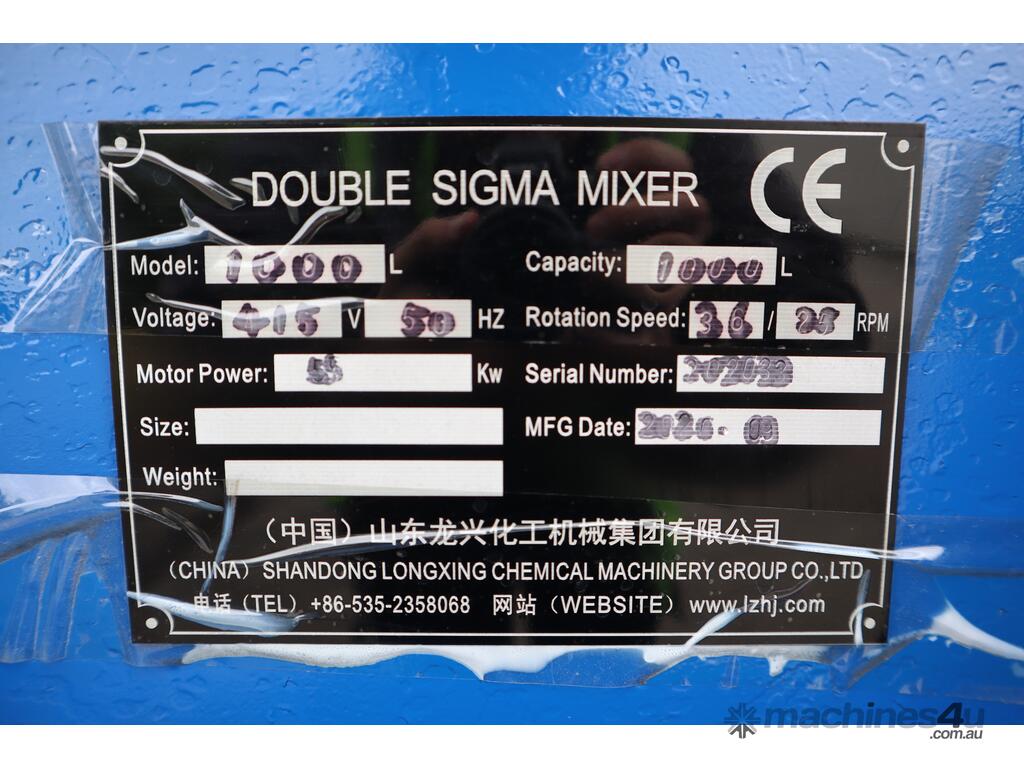 DOUBLE SIGMA MIXER CE
Model: 1000 L Capacity: 1000 L
Voltage: 415 V 50 HZ Rotation Speed: 36 / 25 RPM
Motor Power: 55 Kw Serial Number:
Size: MFG Date: 2020. 09
Weight:
（中国）山东龙兴化工机械集团有限公司
（CHINA）SHANDONG LONGXING CHEMICAL MACHINERY GROUP CO.,LTD
电话（TEL）+86-535-2358068 网站（WEBSITE）www.lzhj.com
machines4u
.com.au